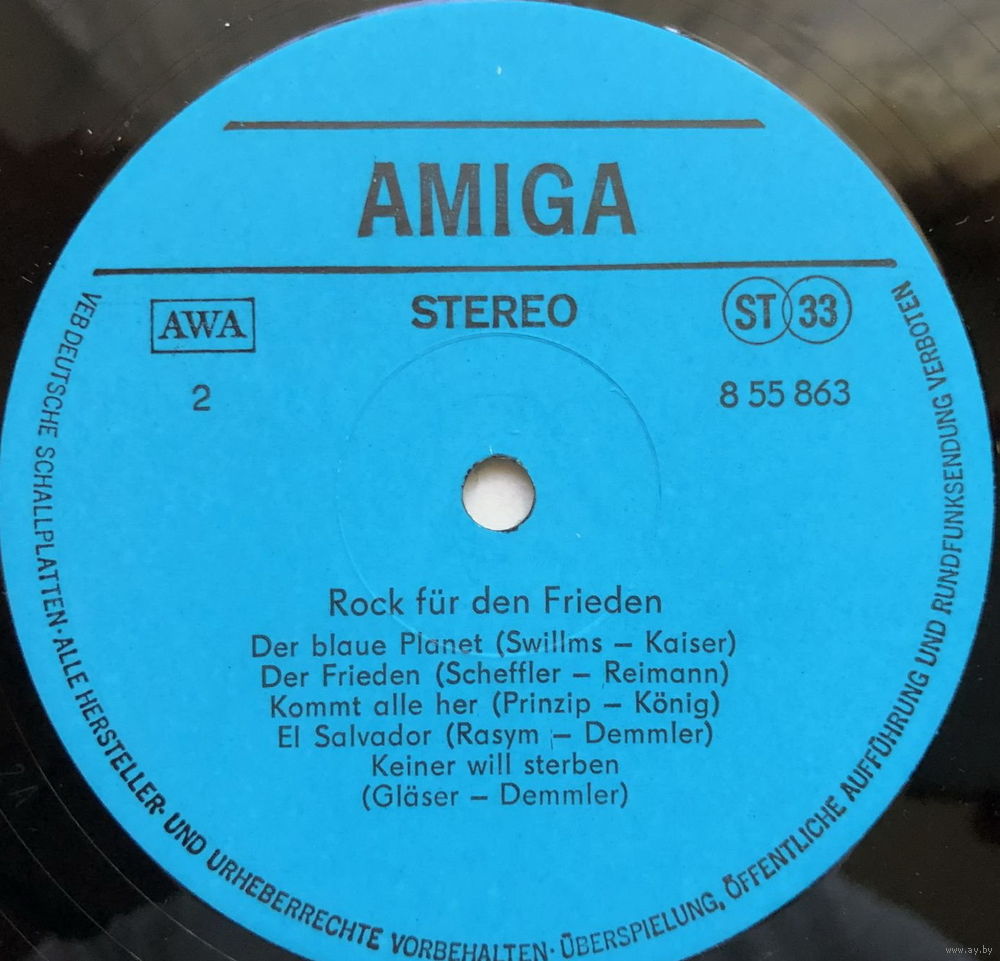 AMIGA
AWA
STEREO
ST 33
2
8 55 863
Rock für den Frieden
Der blaue Planet (Swillms – Kaiser)
Der Frieden (Scheffler – Reimann)
Kommt alle her (Prinzip – König)
El Salvador (Rasym – Demmler)
Keiner will sterben
(Gläser – Demmler)
VEB DEUTSCHE SCHALLPLATTEN · ALLE HERSTELLER- UND URHEBERRECHTE VORBEHALTEN · ÜBERSPIELUNG, ÖFFENTLICHE AUFFÜHRUNG UND RUNDFUNKSENDUNG VERBOTEN
www.ay.by